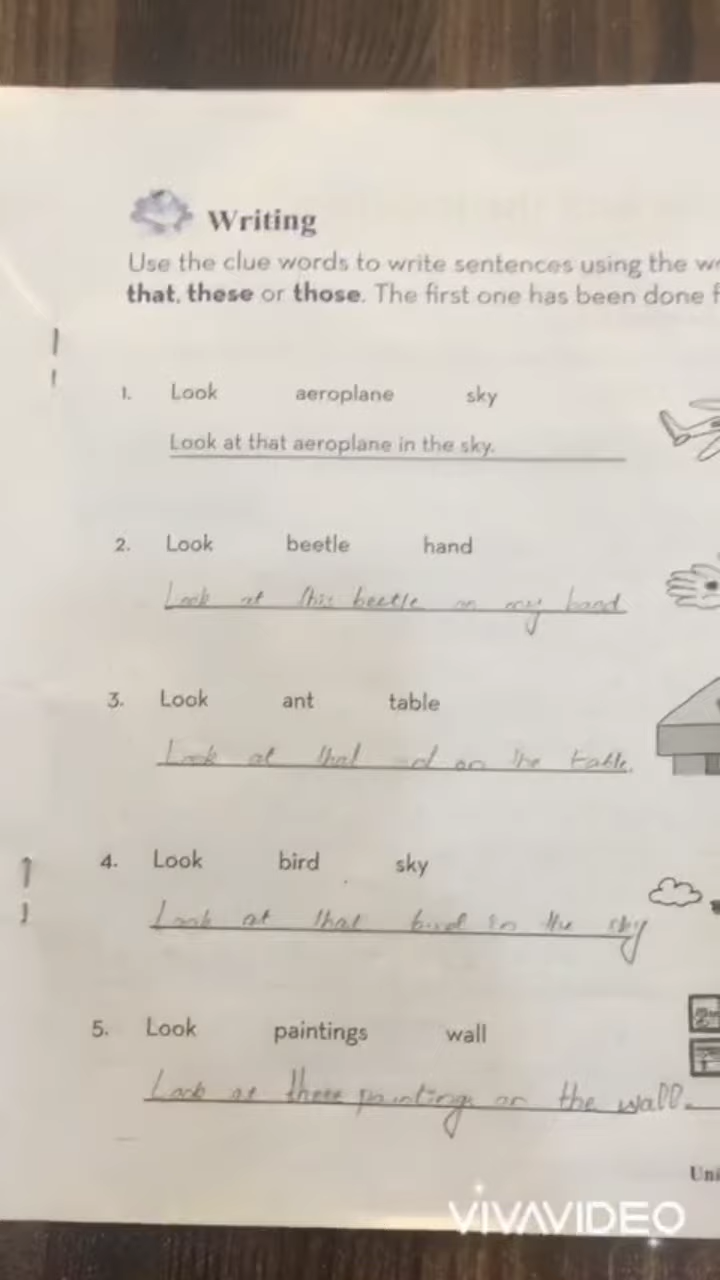 Writing
Use the clue words to write sentences using the
that, these or those. The first one has been done
1. Look aeroplane sky
Look at that aeroplane in the sky.
2. Look beetle hand
Look at this beetle on my hand
3. Look ant table
Look at that on the table.
4. Look bird sky
Look at that bird in the sky
5. Look paintings wall
Look at these paintings on the wall.
VIVAVIDEO